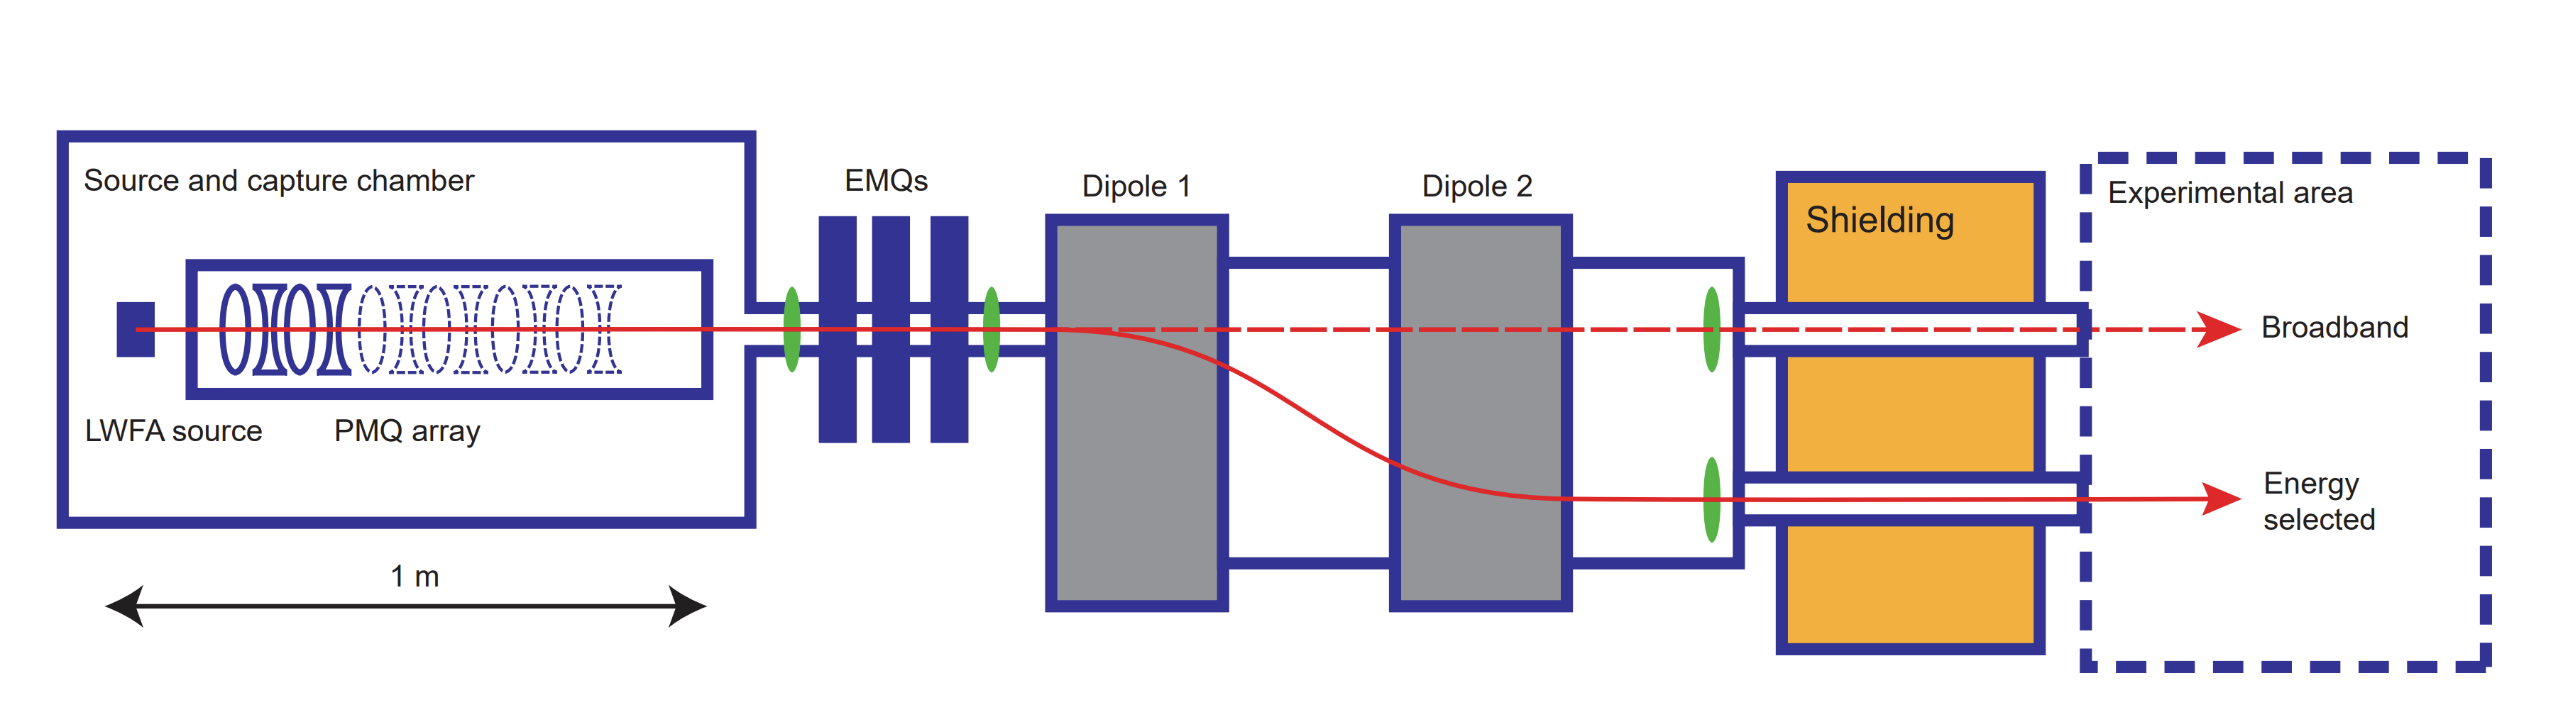 Source and capture chamber
EMQs
Dipole 1
Dipole 2
Shielding
Experimental area
Broadband
LWFA source
PMQ array
Energy
selected
1 m